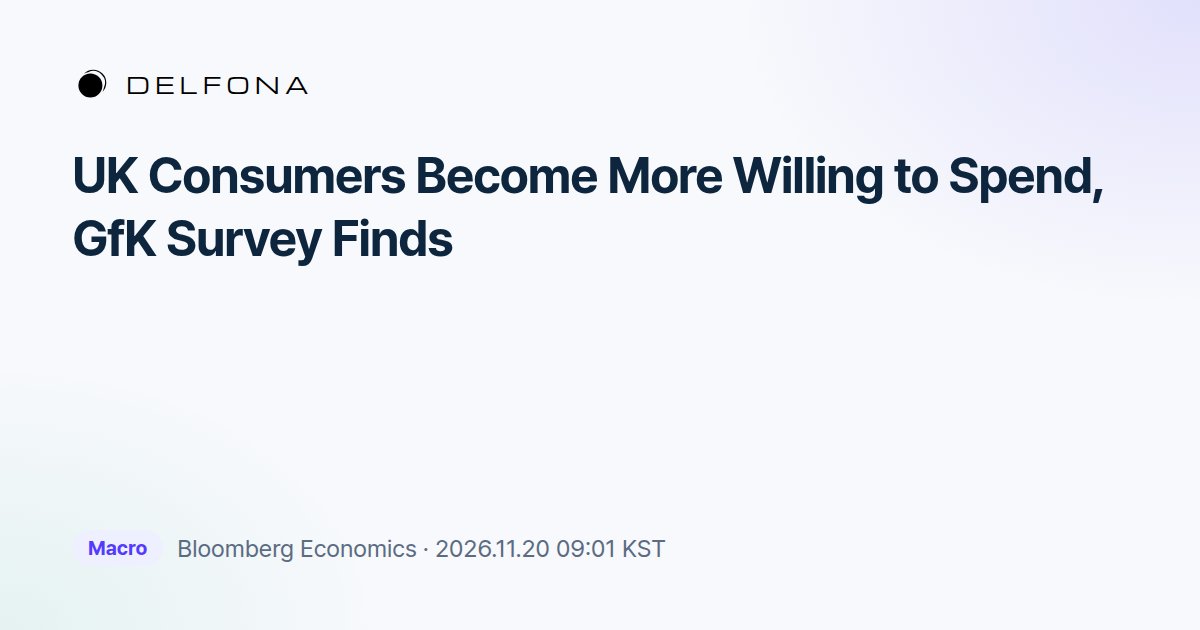 DELFONA
UK Consumers Become More Willing to Spend,
GfK Survey Finds
Macro Bloomberg Economics · 2026.11.20 09:01 KST